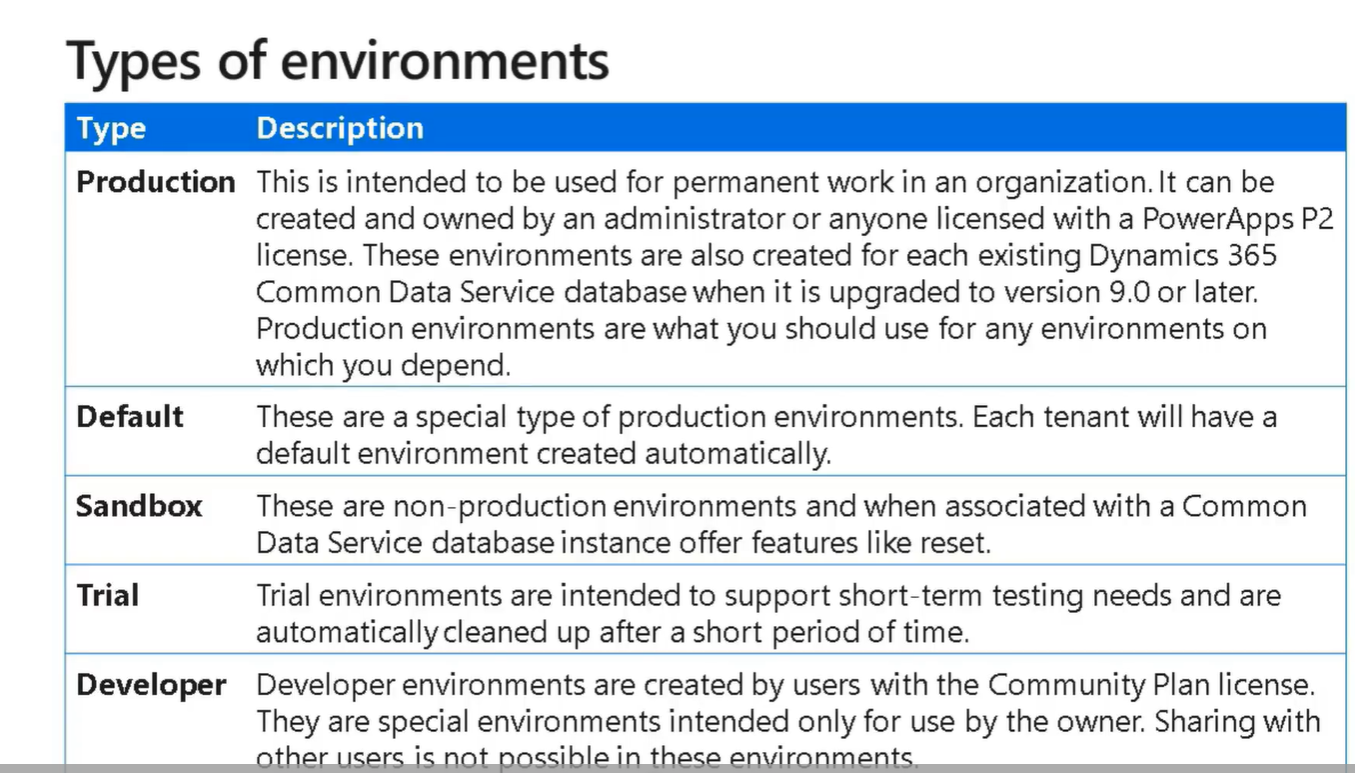 Types of environments
Type Description
Production This is intended to be used for permanent work in an organization. It can be
created and owned by an administrator or anyone licensed with a PowerApps P2
license. These environments are also created for each existing Dynamics 365
Common Data Service database when it is upgraded to version 9.0 or later.
Production environments are what you should use for any environments on
which you depend.
Default These are a special type of production environments. Each tenant will have a
default environment created automatically.
Sandbox These are non-production environments and when associated with a Common
Data Service database instance offer features like reset.
Trial Trial environments are intended to support short-term testing needs and are
automatically cleaned up after a short period of time.
Developer Developer environments are created by users with the Community Plan license.
They are special environments intended only for use by the owner. Sharing with
other users is not possible in these environments.